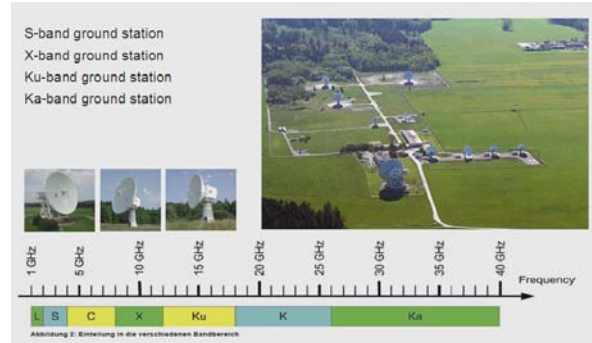 S-band ground station
X-band ground station
Ku-band ground station
Ka-band ground station
1 GHz
5 GHz
10 GHz
15 GHz
20 GHz
25 GHz
30 GHz
35 GHz
40 GHz
Frequency
L S C X Ku K Ka
Abbildung 2: Einteilung in die verschiedenen Bandbereich